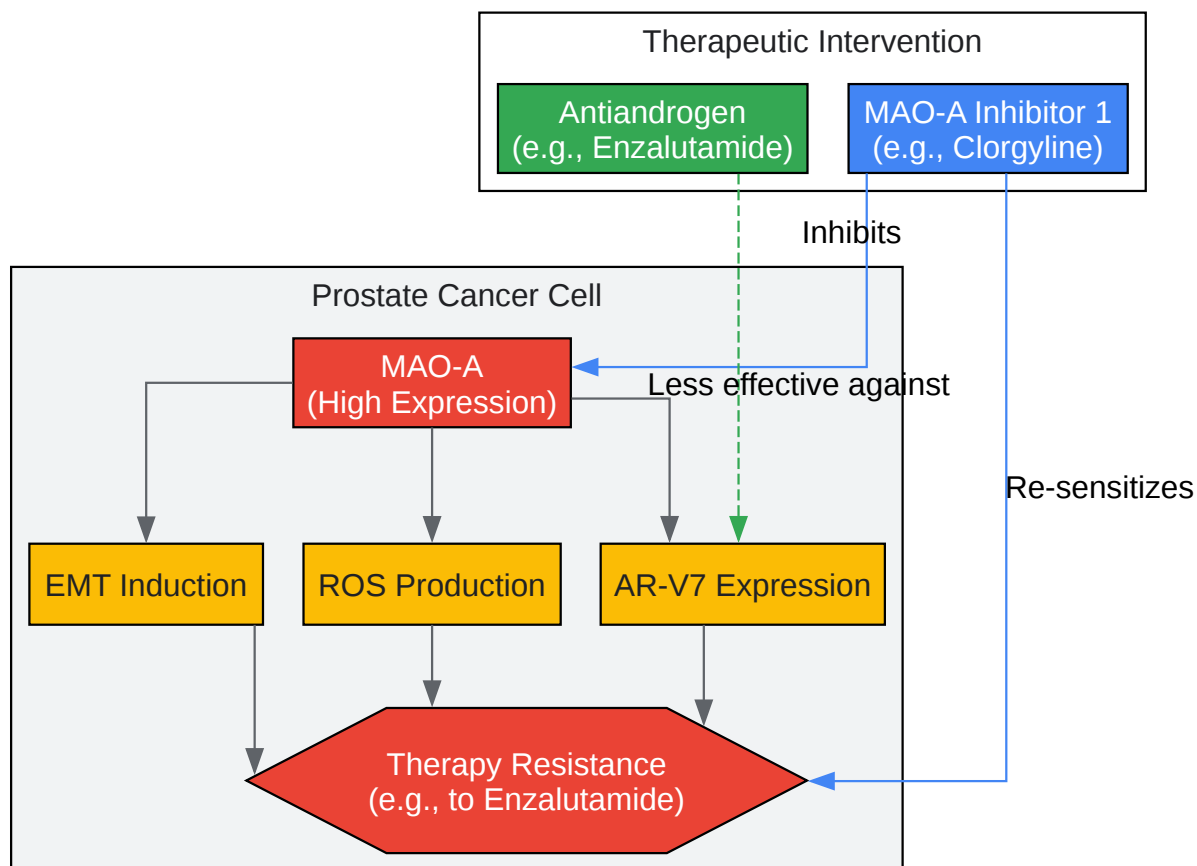 Therapeutic Intervention
Antiandrogen
(e.g., Enzalutamide)
MAO-A Inhibitor 1
(e.g., Clorgyline)
Inhibits
Prostate Cancer Cell
MAO-A
(High Expression)
Less effective against
Re-sensitizes
EMT Induction
ROS Production
AR-V7 Expression
Therapy Resistance
(e.g., to Enzalutamide)